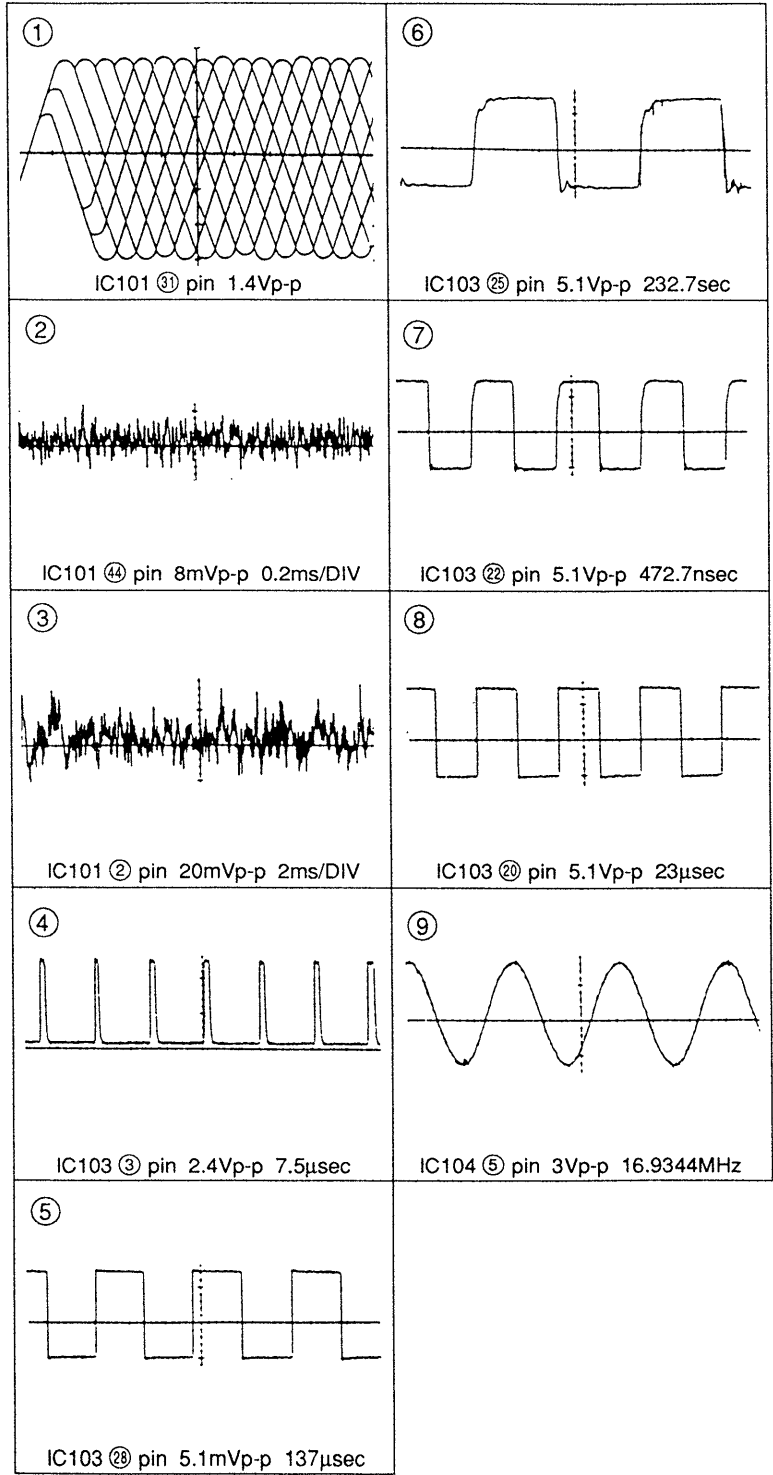 ①
IC101 ㉛ pin 1.4Vp-p
②
IC101 ㊹ pin 8mVp-p 0.2ms/DIV
③
IC101 ② pin 20mVp-p 2ms/DIV
④
IC103 ③ pin 2.4Vp-p 7.5µsec
⑤
IC103 ㉘ pin 5.1mVp-p 137µsec
⑥
IC103 ㉕ pin 5.1Vp-p 232.7sec
⑦
IC103 ㉒ pin 5.1Vp-p 472.7nsec
⑧
IC103 ⑳ pin 5.1Vp-p 23µsec
⑨
IC104 ⑤ pin 3Vp-p 16.9344MHz